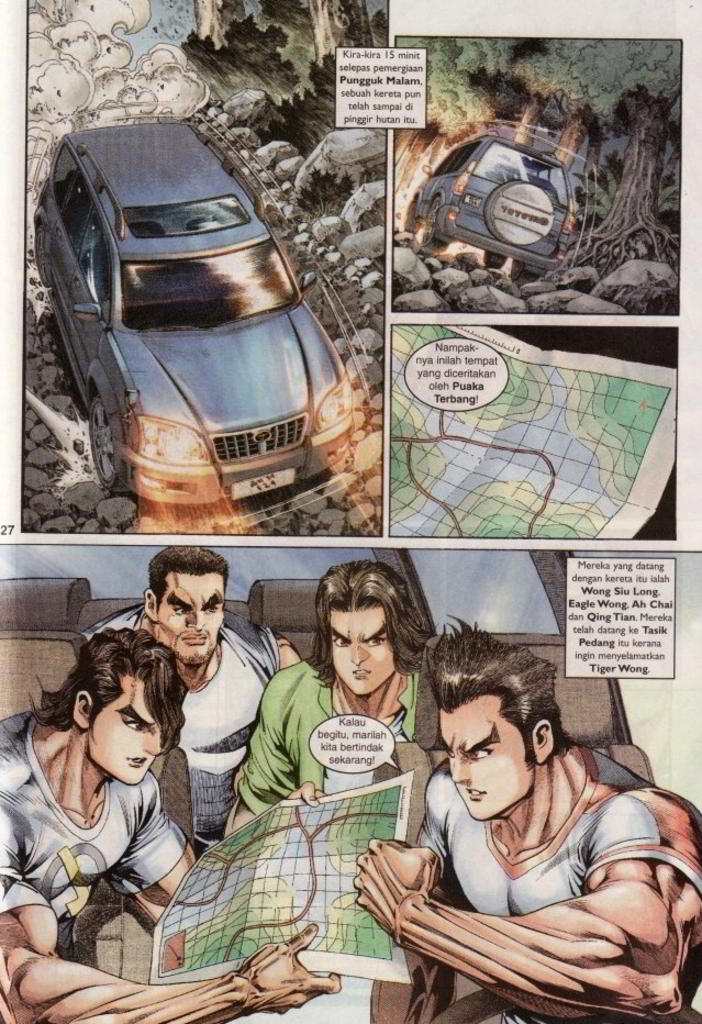 Kira-kira 15 minit
selepas pemergiaan
Pungguk Malam,
sebuah kereta pun
telah sampai di
pinggir hutan itu.
TOYOTA
Nampak-
nya inilah tempat
yang diceritakan
oleh Puaka
Terbang!
27
Mereka yang datang
dengan kereta itu ialah
Wong Siu Long,
Eagle Wong, Ah Chai
dan Qing Tian. Mereka
telah datang ke Tasik
Pedang itu kerana
ingin menyelamatkan
Tiger Wong.
Kalau
begitu, marilah
kita bertindak
sekarang!